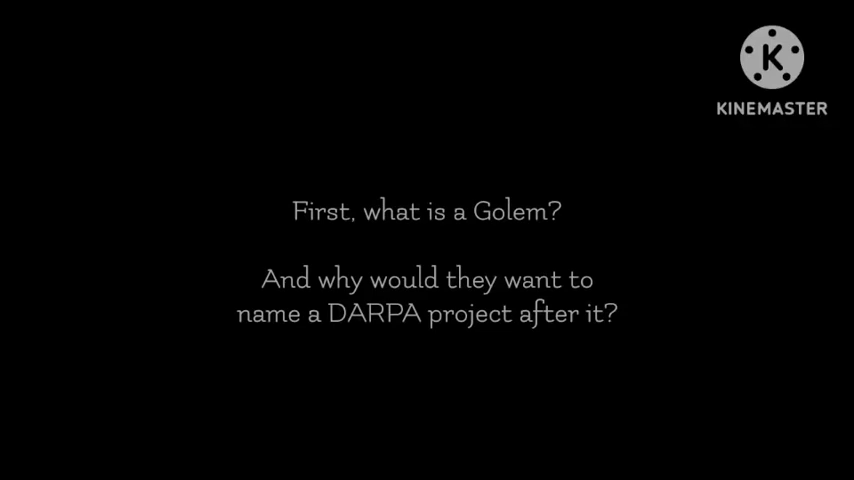 K
KINEMASTER
First, what is a Golem?
And why would they want to
name a DARPA project after it?